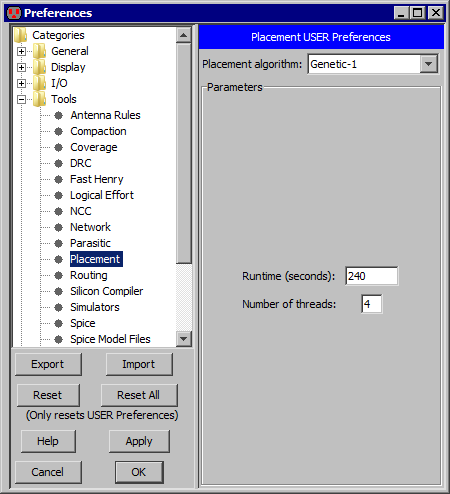 Preferences
Categories
General
Display
I/O
Tools
Antenna Rules
Compaction
Coverage
DRC
Fast Henry
Logical Effort
NCC
Network
Parasitic
Placement
Routing
Silicon Compiler
Simulators
Spice
Spice Model Files
Export
Import
Reset
Reset All
(Only resets USER Preferences)
Help
Apply
Cancel
OK
Placement USER Preferences
Placement algorithm: Genetic-1
Parameters
Runtime (seconds): 240
Number of threads: 4